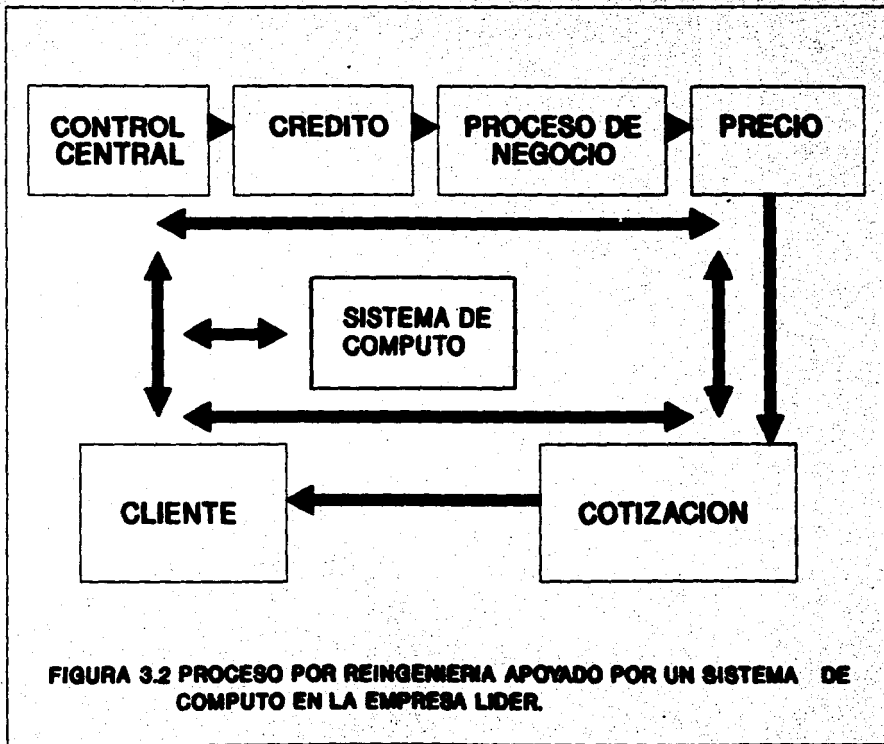 CONTROL
CENTRAL
CREDITO
PROCESO DE
NEGOCIO
PRECIO
SISTEMA DE
COMPUTO
CLIENTE
COTIZACION
FIGURA 3.2 PROCESO POR REINGENIERIA APOYADO POR UN SISTEMA DE
COMPUTO EN LA EMPRESA LIDER.